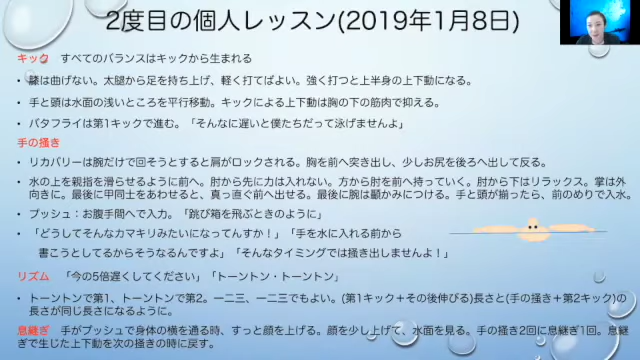 2度目の個人レッスン(2019年1月8日)
キック　すべてのバランスはキックから生まれる
• 膝は曲げない。太腿から足を持ち上げ、軽く打てばよい。強く打つと上半身の上下動になる。
• 手と頭は水面の浅いところを平行移動。キックによる上下動は胸の下の筋肉で抑える。
• バタフライは第1キックで進む。「そんなに遅いと僕たちだって泳げませんよ」
手の掻き
• リカバリーは腕だけで回そうとすると肩がロックされる。胸を前へ突き出し、少しお尻を後ろへ出して反る。
• 水の上を親指を滑らせるように前へ。肘から先に力は入れない。方から肘を前へ持っていく。肘から下はリラックス。掌は外
向きに。最後に甲同士をあわせると、真っ直ぐ前へ出せる。最後に腕は顧かみにつける。手と頭が揃ったら、前のめりで入水。
• プッシュ：お腹手間へで入力。「跳び箱を飛ぶときのように」
• 「どうしてそんなカマキリみたいになってんすか！」「手を水に入れる前から
書こうとしてるからそうなるんですよ」「そんなタイミングでは掻き出しませんよ！」
リズム　「今の5倍遅くしてください」「トーントン・トーントン」
• トーントンで第1、トーントンで第2。一二三、一二三でもよい。(第1キック＋その後伸びる)長さと(手の掻き＋第2キック)の
長さが同じ長さになるように。
息継ぎ　手がプッシュで身体の横を通る時、すっと顔を上げる。顔を少し上げて、水面を見る。手の掻き2回に息継ぎ1回。息継
ぎで生じた上下動を次の掻きの時に戻す。